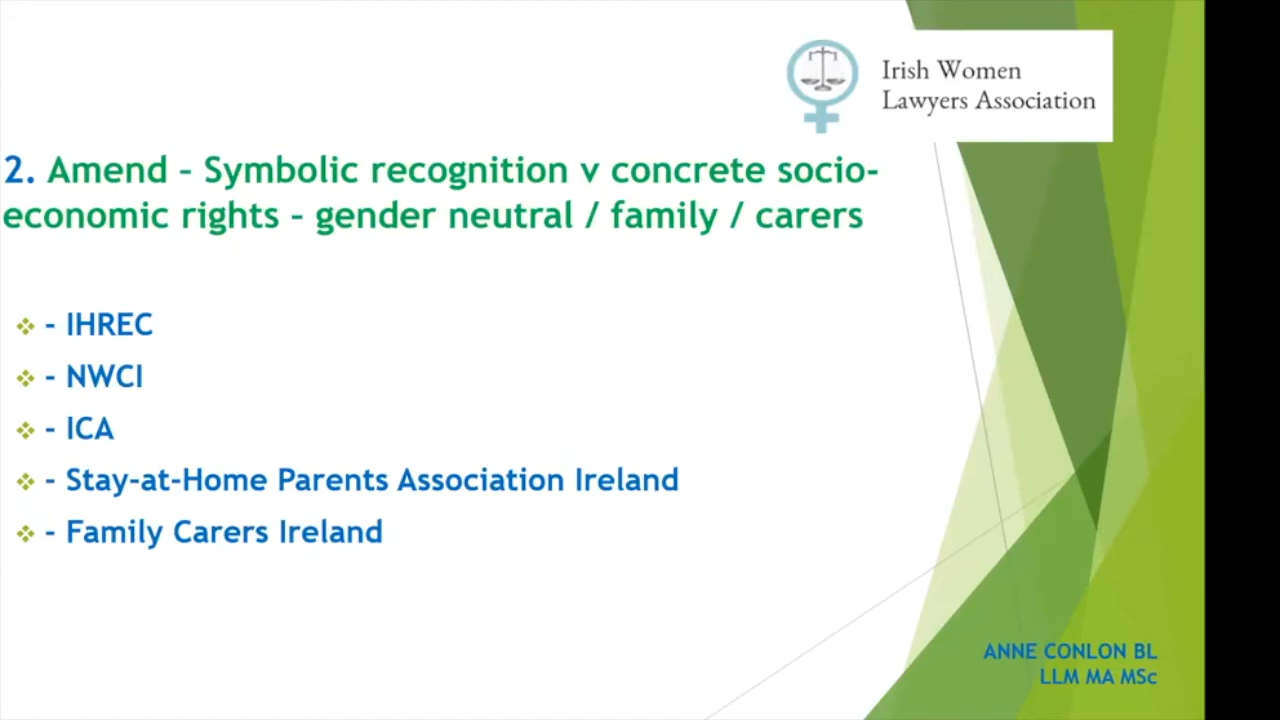 Irish Women
Lawyers Association
2. Amend – Symbolic recognition v concrete socio-
economic rights – gender neutral / family / carers
- IHREC
- NWCI
- ICA
- Stay-at-Home Parents Association Ireland
- Family Carers Ireland
ANNE CONLON BL
LLM MA MSc